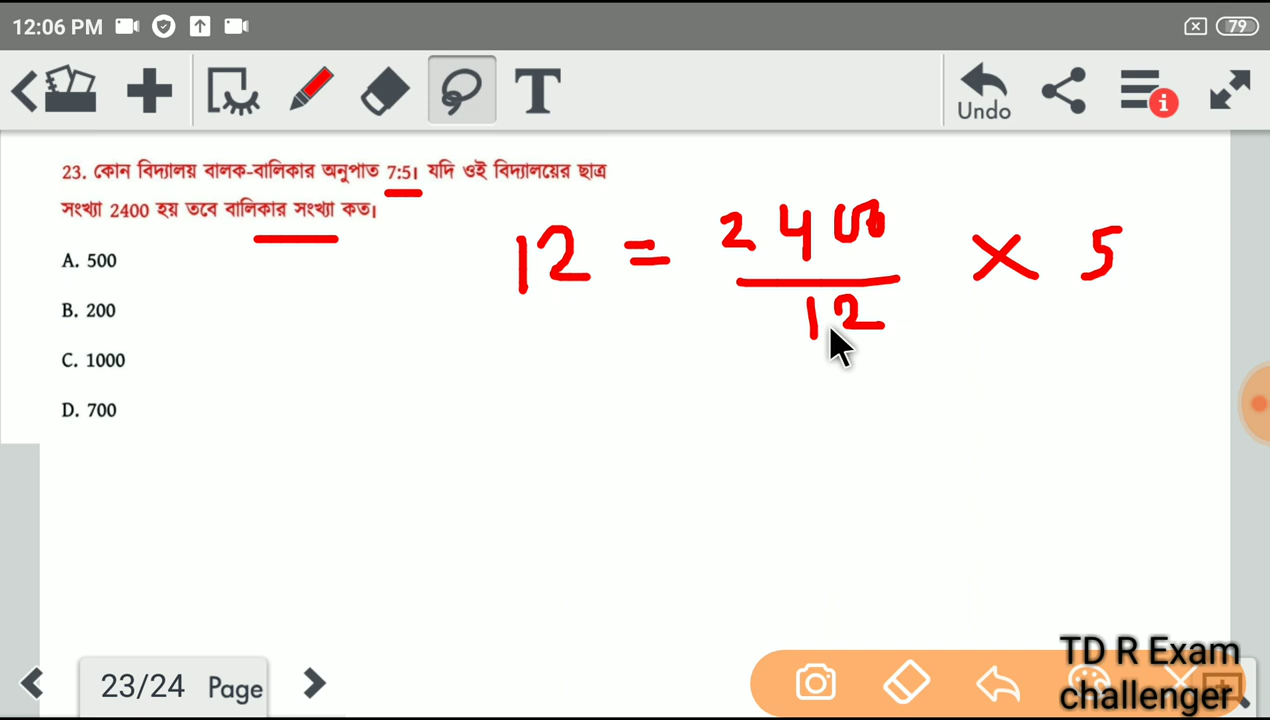 12:06 PM
79
Undo
23. কোন বিদ্যালয় বালক-বালিকার অনুপাত 7:5। যদি ওই বিদ্যালয়ের ছাত্র
সংখ্যা 2400 হয় তবে বালিকার সংখ্যা কত।
A. 500
B. 200
C. 1000
D. 700
12 = 2400 / 12 × 5
23/24 Page
TD R Exam
challenger